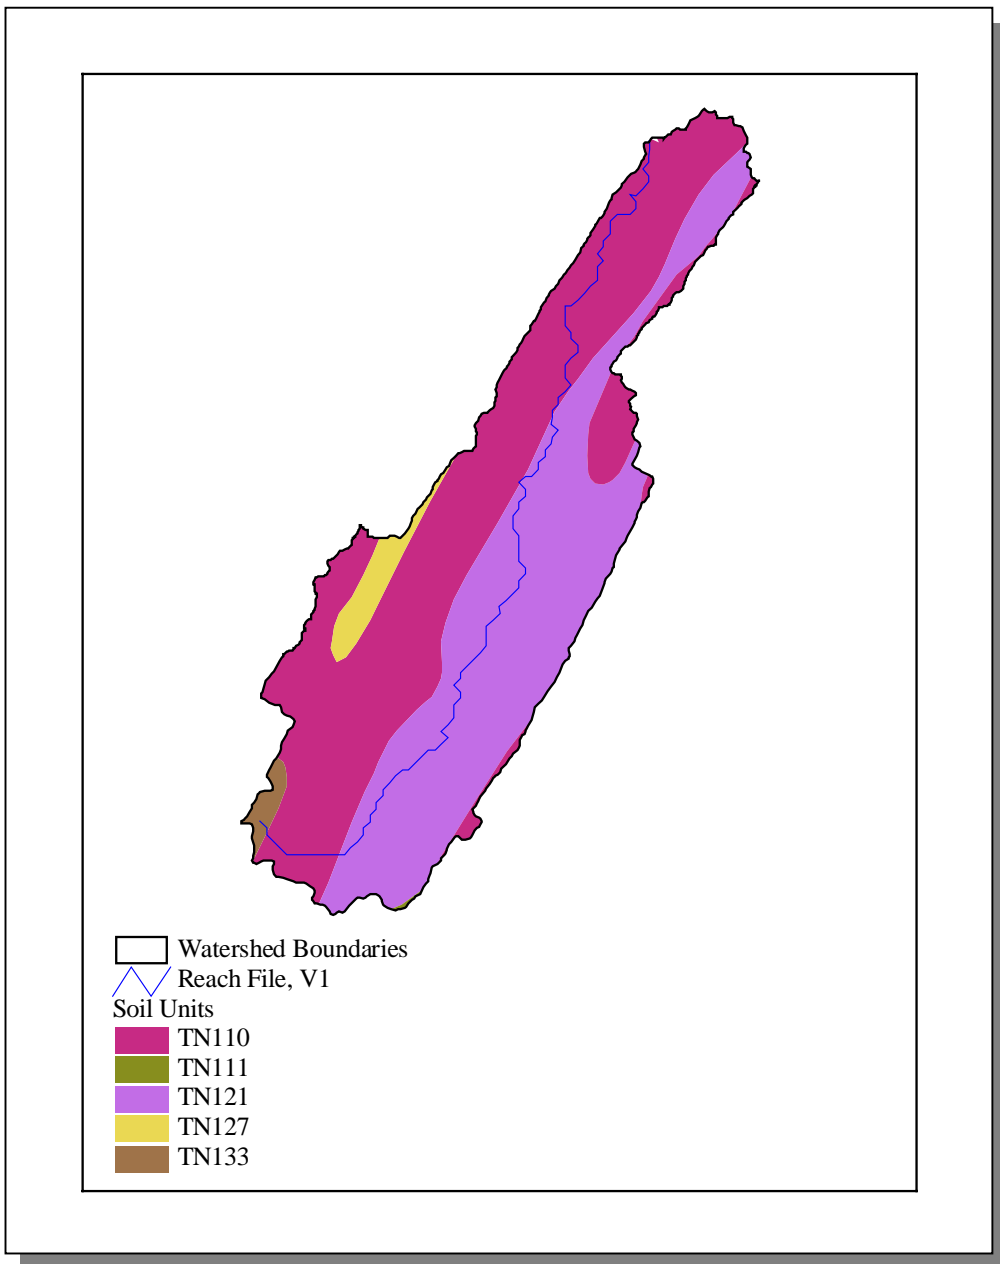 Watershed Boundaries
Reach File, V1
Soil Units
TN110
TN111
TN121
TN127
TN133